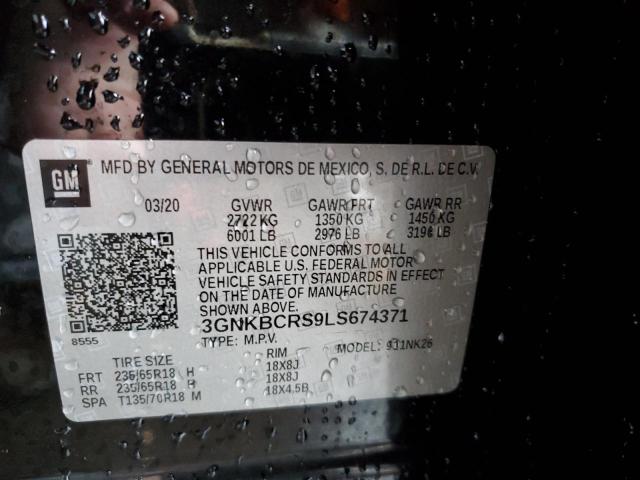 GM
MFD BY GENERAL MOTORS DE MEXICO, S. DE R.L. DE C.V.
03/20 GVWR GAWR FRT GAWR RR
2722 KG 1350 KG 1450 KG
6001 LB 2976 LB 3196 LB
THIS VEHICLE CONFORMS TO ALL
APPLICABLE U.S. FEDERAL MOTOR
VEHICLE SAFETY STANDARDS IN EFFECT
ON THE DATE OF MANUFACTURE
SHOWN ABOVE.
3GNKBCRS9LS674371
8555
TYPE: M.P.V. MODEL: 9J1NK26
TIRE SIZE RIM
FRT 235/65R18 H 18X8J
RR 235/65R18 H 18X8J
SPA T135/70R18 M 18X4.5B